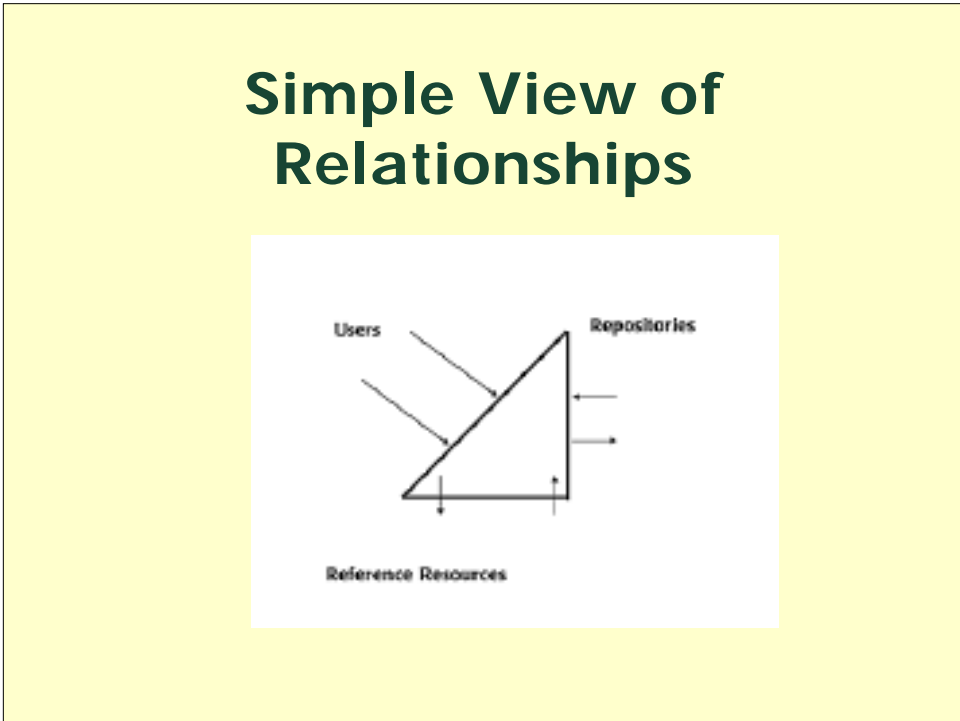 Simple View of
Relationships
Users
Repositories
Reference Resources